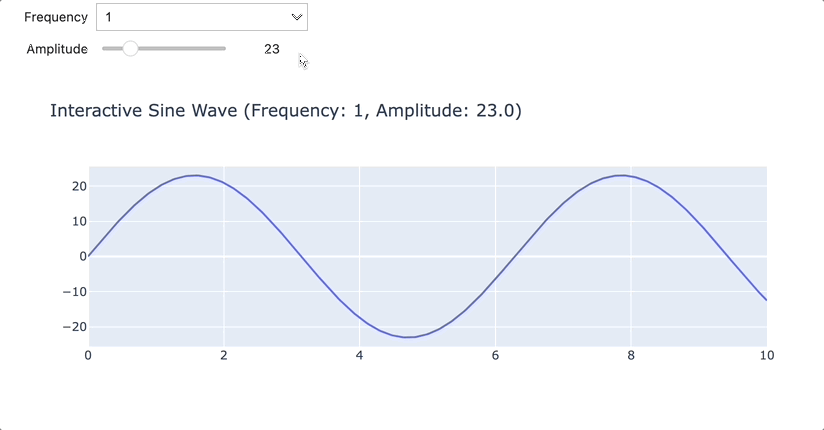 Frequency 1
Amplitude 23
Interactive Sine Wave (Frequency: 1, Amplitude: 23.0)
20
10
0
−10
−20
0 2 4 6 8 10